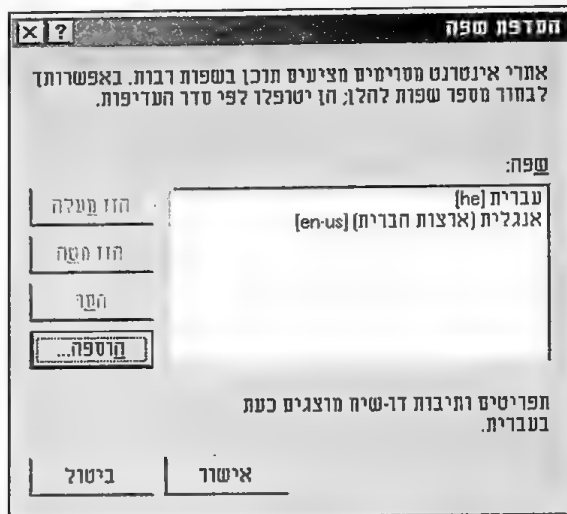 העדפת שפה
אתרי אינטרנט מסוימים מציעים תוכן בשפות רבות. באפשרותך
לבחור מספר שפות להלן; הן יטופלו לפי סדר העדיפות.
שפה:
עברית [he]
אנגלית (ארצות הברית) [en-us]
הזז מעלה
הזז מטה
הסר
הוספה...
תפריטים ותיבות דו-שיח מוצגים כעת
בעברית.
אישור
ביטול